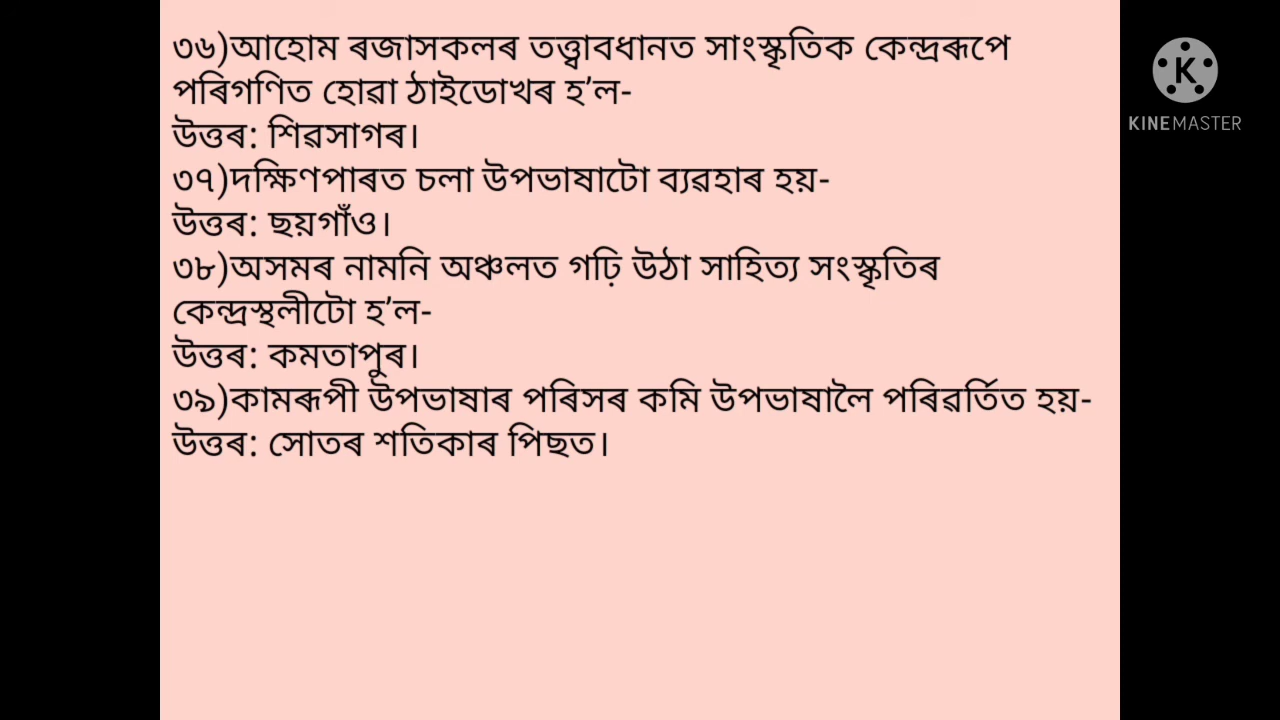 ৩৬)আহোম ৰজাসকলৰ তত্ত্বাবধানত সাংস্কৃতিক কেন্দ্ৰৰূপে
পৰিগণিত হোৱা ঠাইডোখৰ হ’ল-
উত্তৰ: শিৱসাগৰ।
৩৭)দক্ষিণপাৰত চলা উপভাষাটো ব্যৱহাৰ হয়-
উত্তৰ: ছয়গাঁও।
৩৮)অসমৰ নামনি অঞ্চলত গঢ়ি উঠা সাহিত্য সংস্কৃতিৰ
কেন্দ্ৰস্থলীটো হ’ল-
উত্তৰ: কমতাপুৰ।
৩৯)কামৰূপী উপভাষাৰ পৰিসৰ কমি উপভাষালৈ পৰিৱৰ্তিত হয়-
উত্তৰ: সোতৰ শতিকাৰ পিছত।
K
KINEMASTER